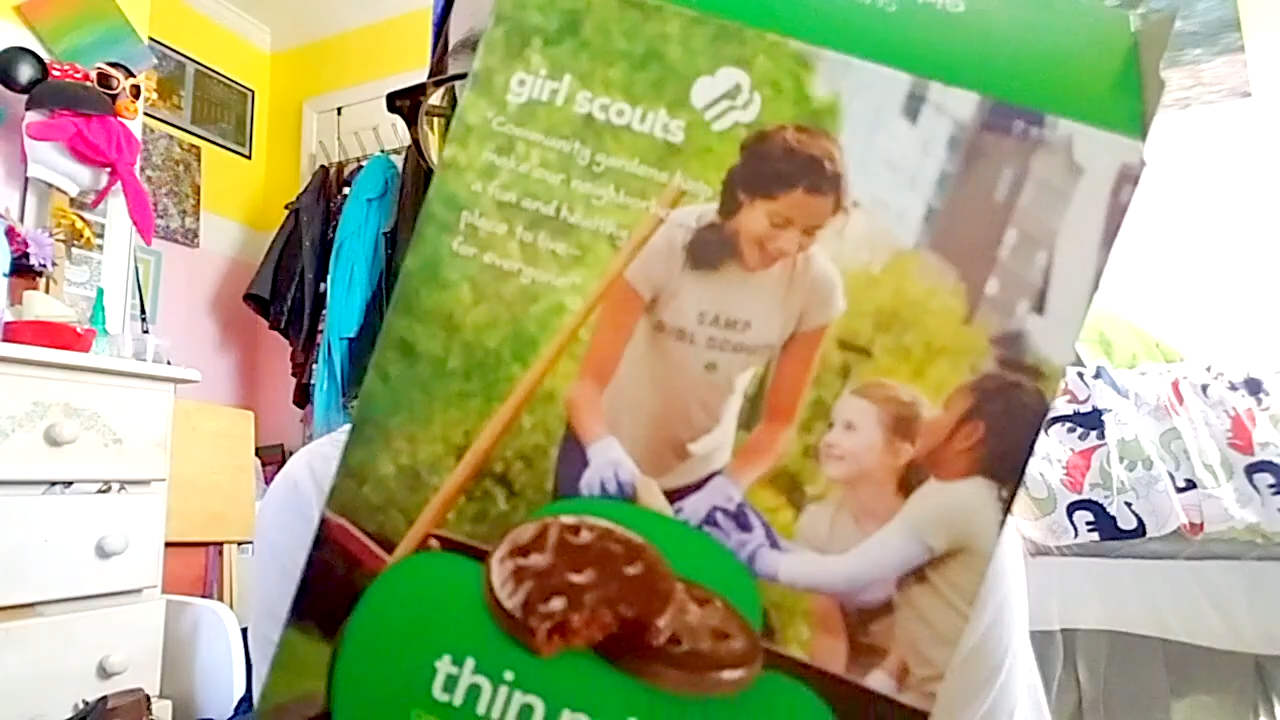 girl scouts
"Community gardens help
make our neighborhood
a fun and healthy
place to live—
for everyone!"
CAMP
GIRL SCOUTS
thin